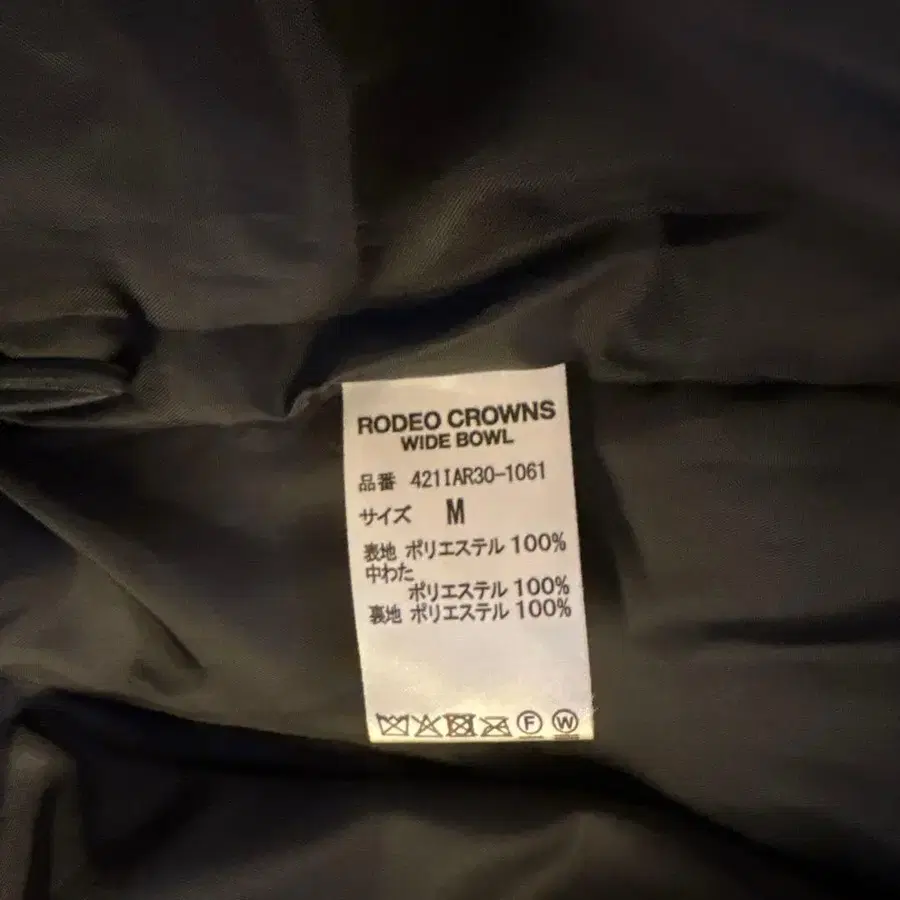 RODEO CROWNS
WIDE BOWL
品番 421IAR30-1061
サイズ M
表地 ポリエステル 100%
中わた
ポリエステル 100%
裏地 ポリエステル 100%
F W